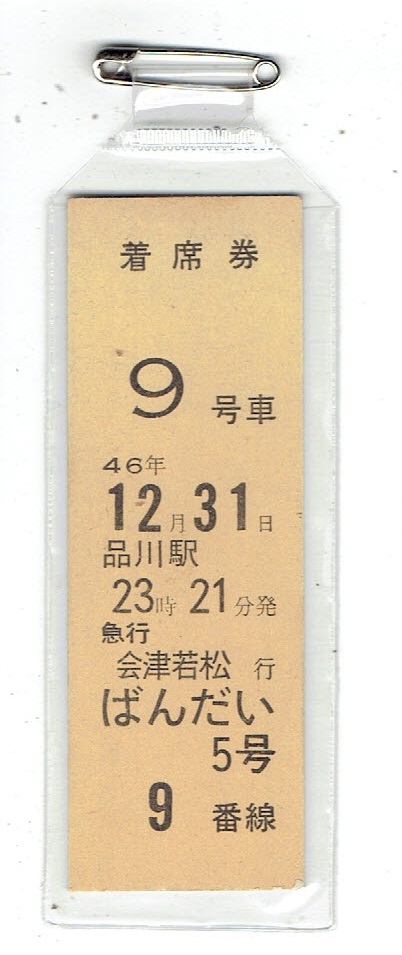 着席券
9号車
46年
12月31日
品川駅
23時21分発
急行
会津若松 行
ばんだい
5号
9 番線